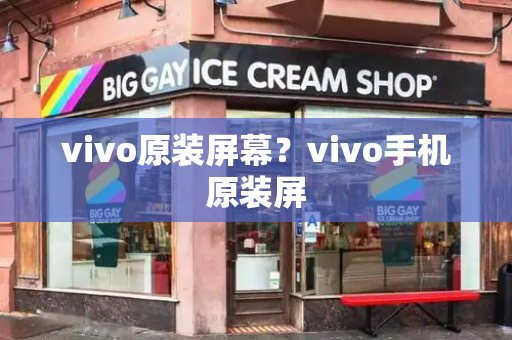 BIG GAY ICE CREAM SHOP
vivo原装屏幕？vivo手机
原装屏
BIG GAY
ICE CREAM SHOP
BIG GAY
ICE CREAM SHOP
A